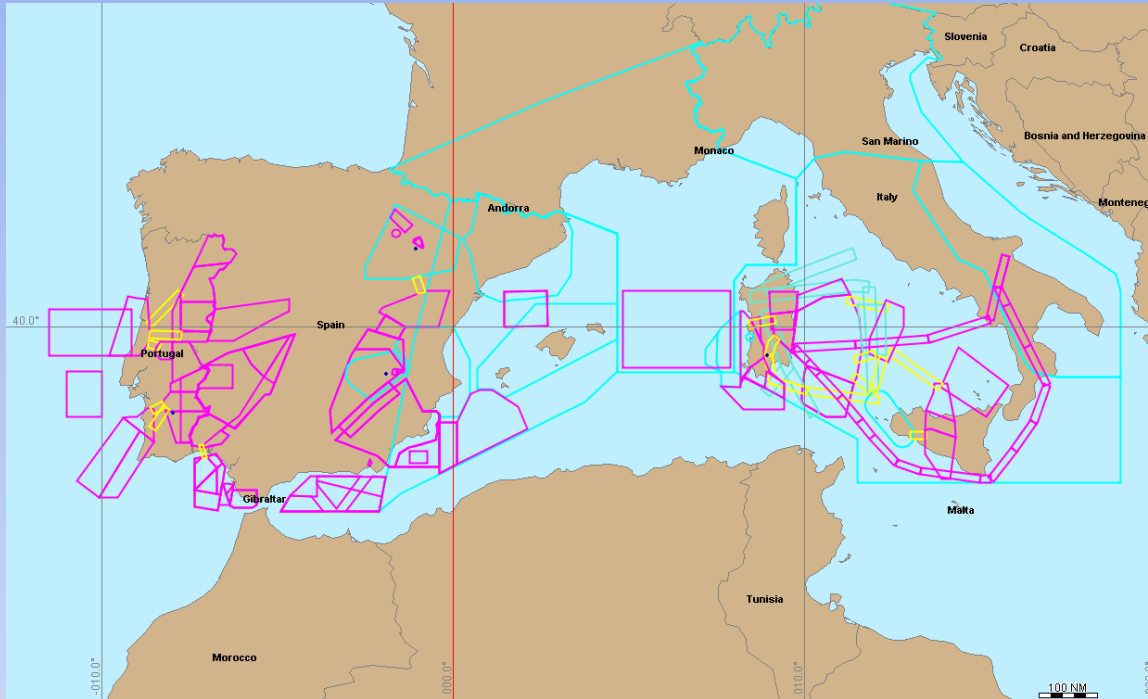 Slovenia
Croatia
Bosnia and Herzegovina
San Marino
Monaco
Italy
Andorra
40.0°
Spain
Portugal
Gibraltar
Malta
Tunisia
Morocco
-010.0°
000.0°
010.0°
100 NM